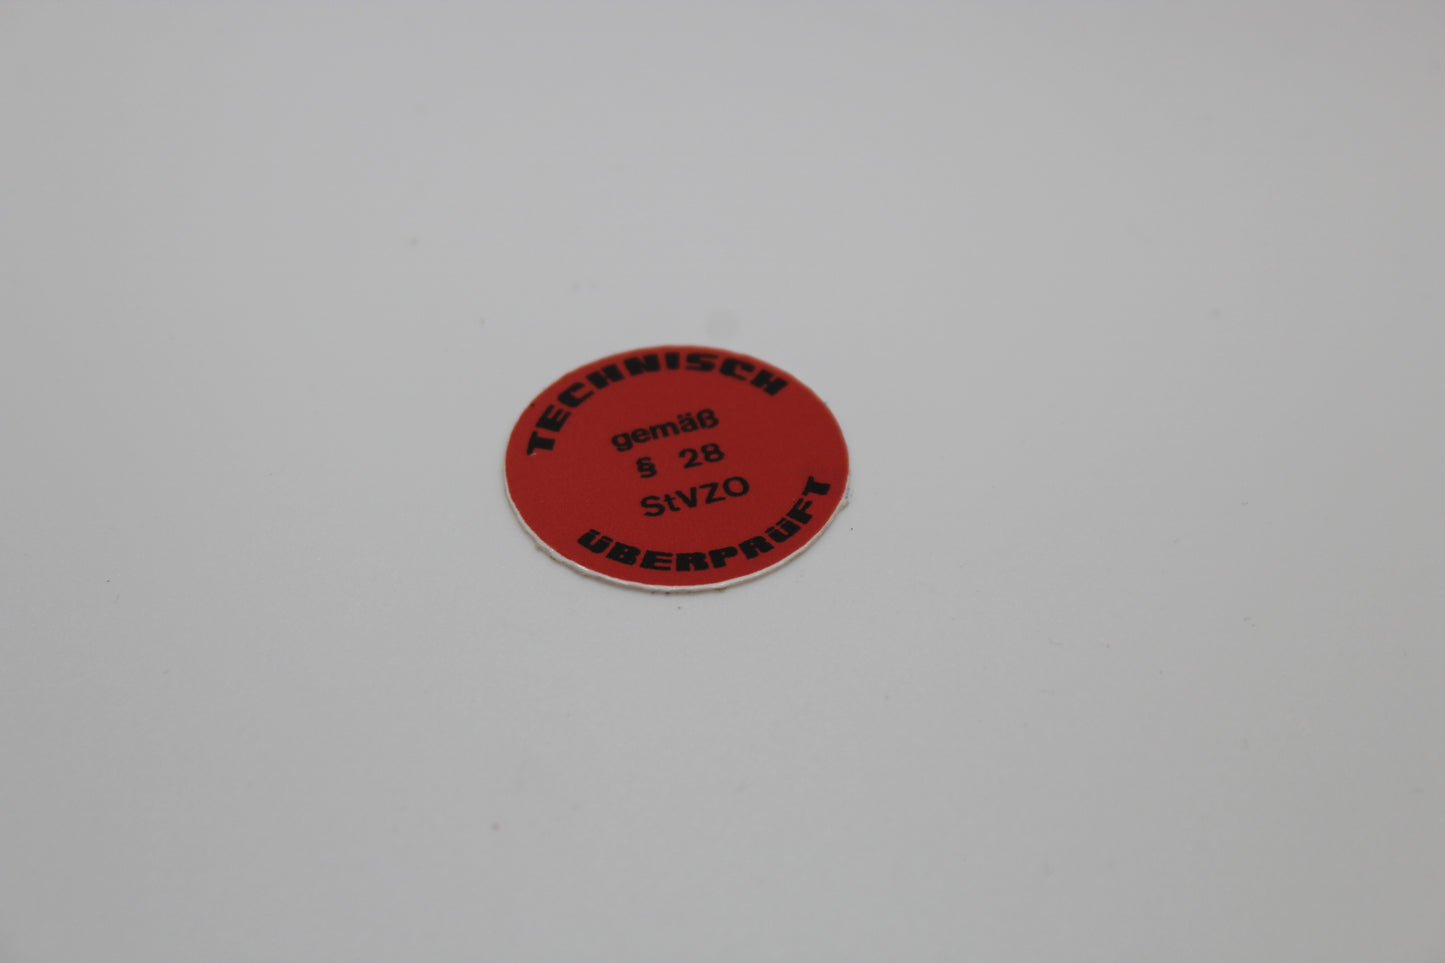 TECHNISCH
gemäß
§ 28
StVZO
ÜBERPRÜFT